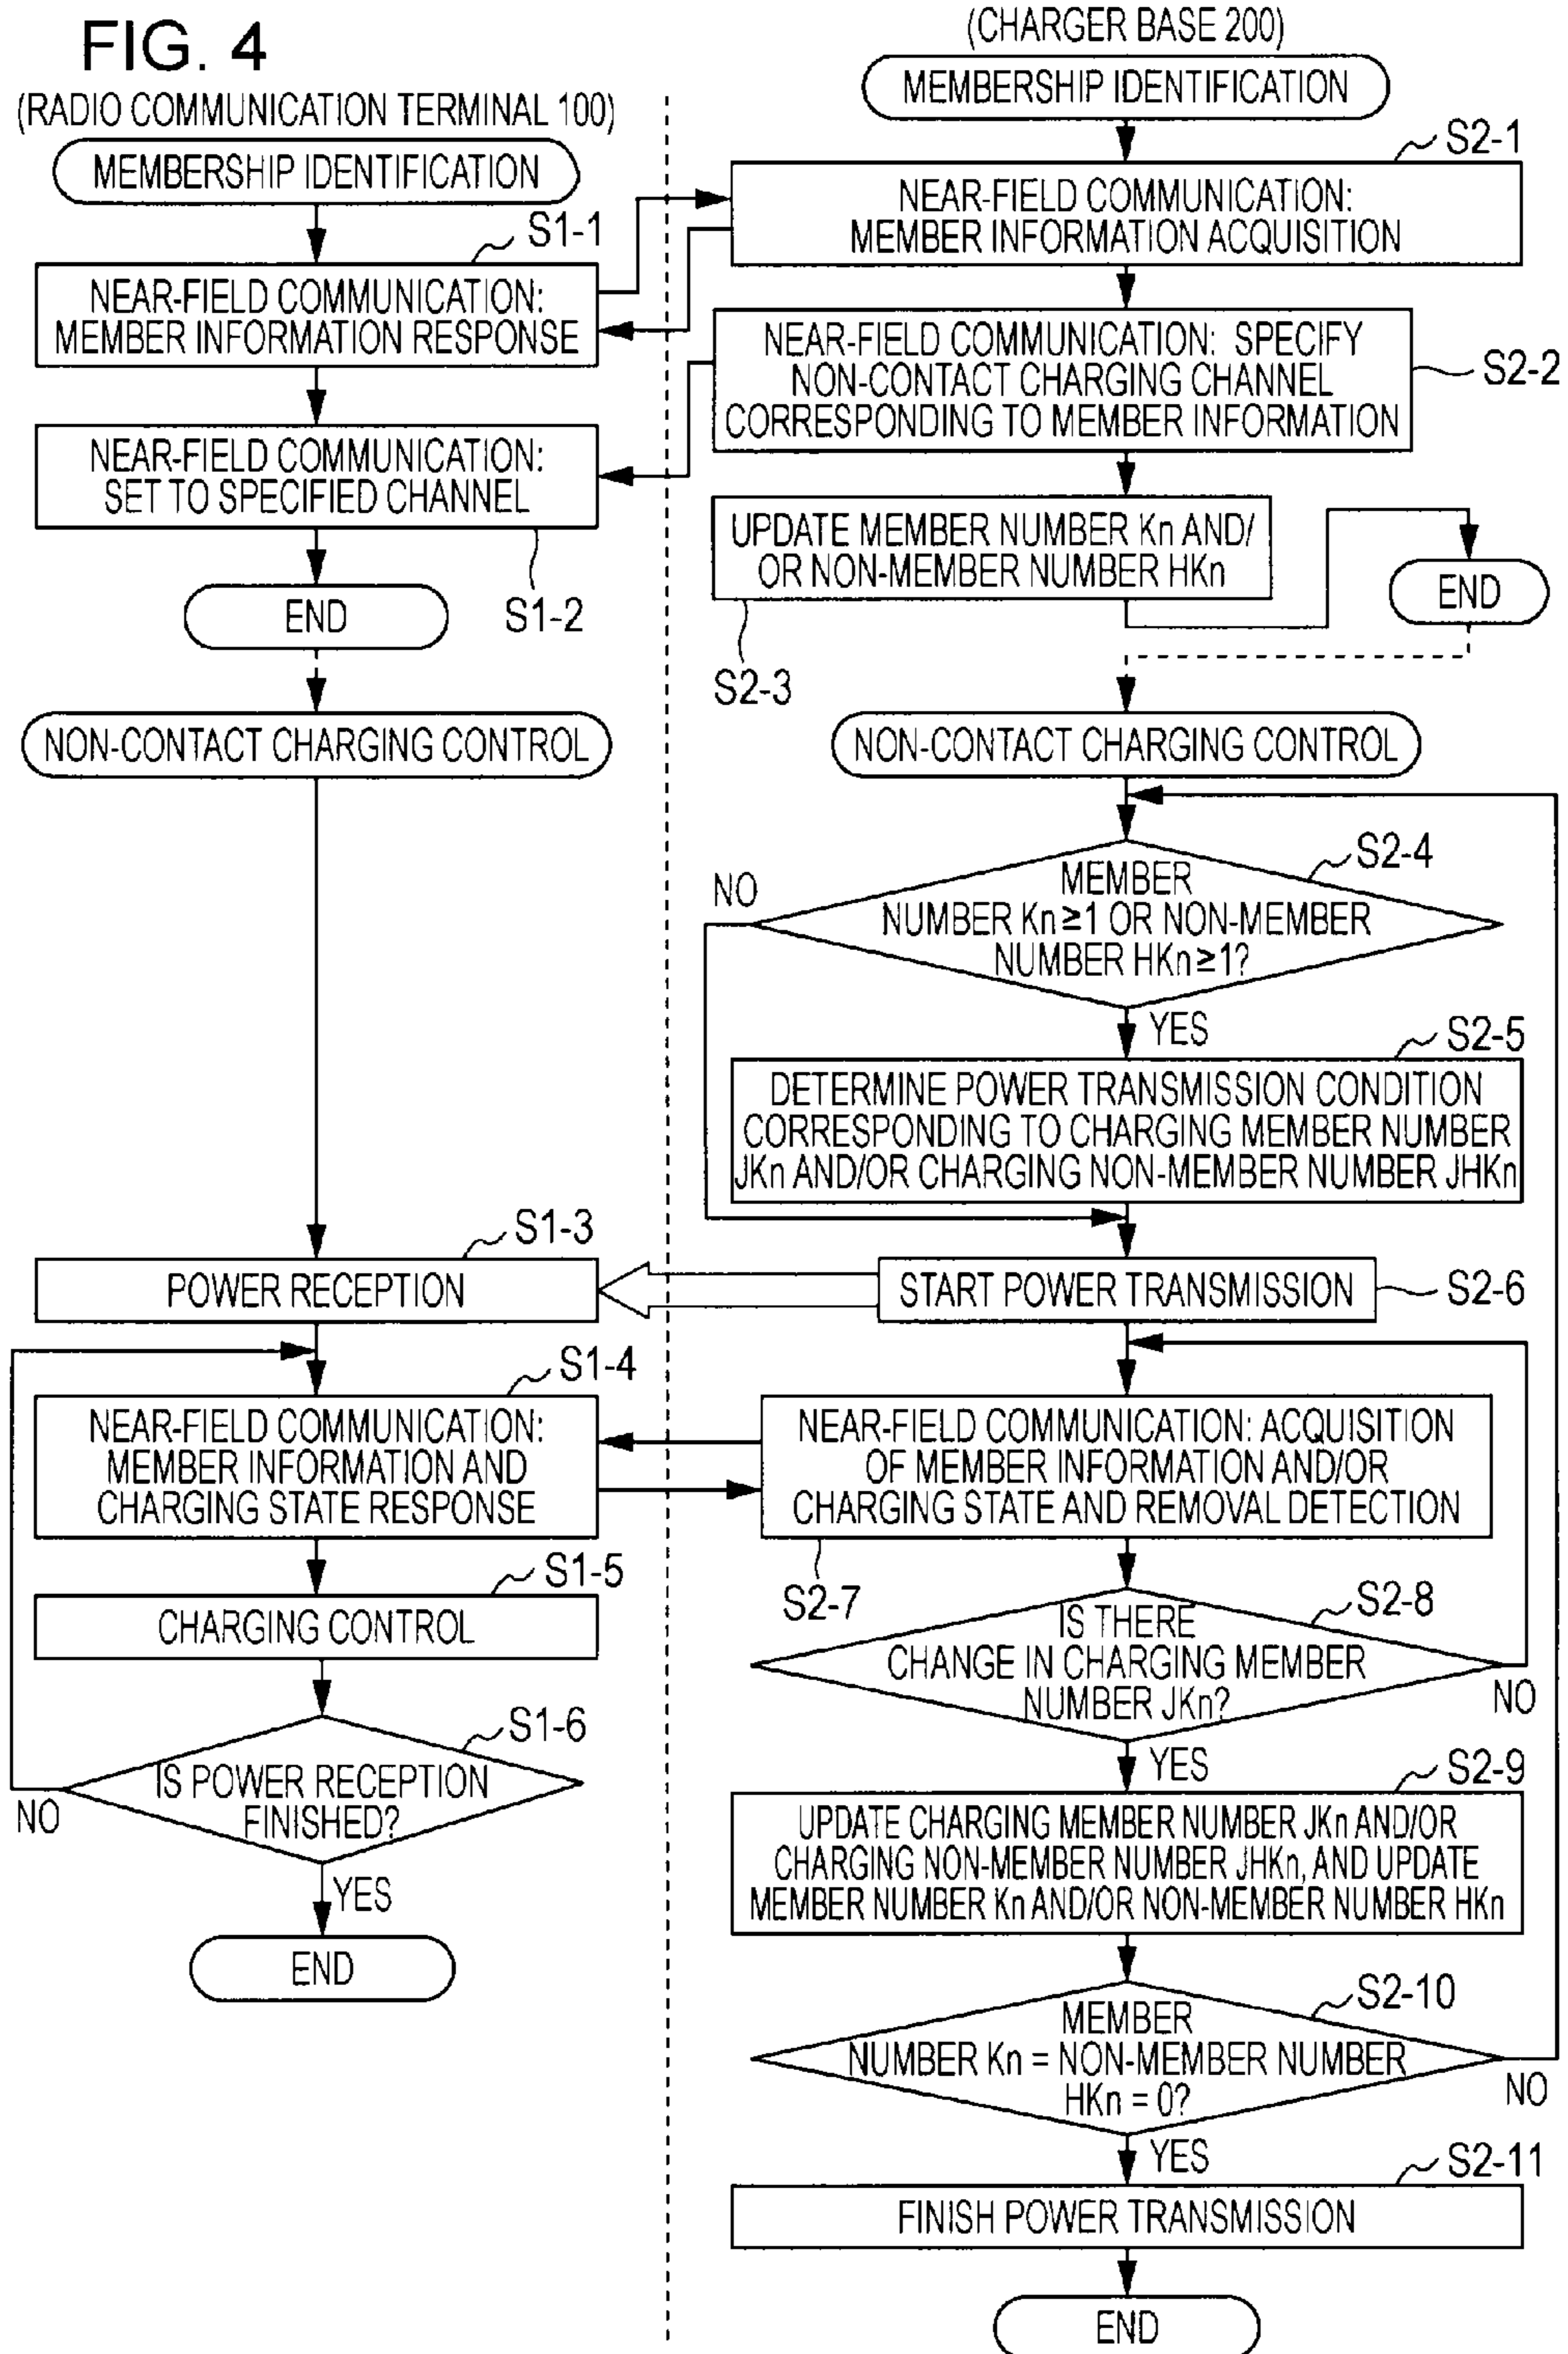 FIG. 4
(RADIO COMMUNICATION TERMINAL 100)
MEMBERSHIP IDENTIFICATION
S1-1
NEAR-FIELD COMMUNICATION:
MEMBER INFORMATION RESPONSE
NEAR-FIELD COMMUNICATION:
SET TO SPECIFIED CHANNEL
S1-2
END
NON-CONTACT CHARGING CONTROL
S1-3
POWER RECEPTION
S1-4
NEAR-FIELD COMMUNICATION:
MEMBER INFORMATION AND
CHARGING STATE RESPONSE
S1-5
CHARGING CONTROL
S1-6
IS POWER RECEPTION
FINISHED?
NO
YES
END
(CHARGER BASE 200)
MEMBERSHIP IDENTIFICATION
S2-1
NEAR-FIELD COMMUNICATION:
MEMBER INFORMATION ACQUISITION
NEAR-FIELD COMMUNICATION: SPECIFY
NON-CONTACT CHARGING CHANNEL
CORRESPONDING TO MEMBER INFORMATION
S2-2
UPDATE MEMBER NUMBER Kn AND/
OR NON-MEMBER NUMBER HKn
S2-3
END
NON-CONTACT CHARGING CONTROL
S2-4
MEMBER
NUMBER Kn≥1 OR NON-MEMBER
NUMBER HKn≥1?
NO
YES
S2-5
DETERMINE POWER TRANSMISSION CONDITION
CORRESPONDING TO CHARGING MEMBER NUMBER
JKn AND/OR CHARGING NON-MEMBER NUMBER JHKn
START POWER TRANSMISSION
S2-6
NEAR-FIELD COMMUNICATION: ACQUISITION
OF MEMBER INFORMATION AND/OR
CHARGING STATE AND REMOVAL DETECTION
S2-7
S2-8
IS THERE
CHANGE IN CHARGING MEMBER
NUMBER JKn?
NO
YES
S2-9
UPDATE CHARGING MEMBER NUMBER JKn AND/OR
CHARGING NON-MEMBER NUMBER JHKn, AND UPDATE
MEMBER NUMBER Kn AND/OR NON-MEMBER NUMBER HKn
S2-10
MEMBER
NUMBER Kn = NON-MEMBER NUMBER
HKn = 0?
NO
YES
S2-11
FINISH POWER TRANSMISSION
END